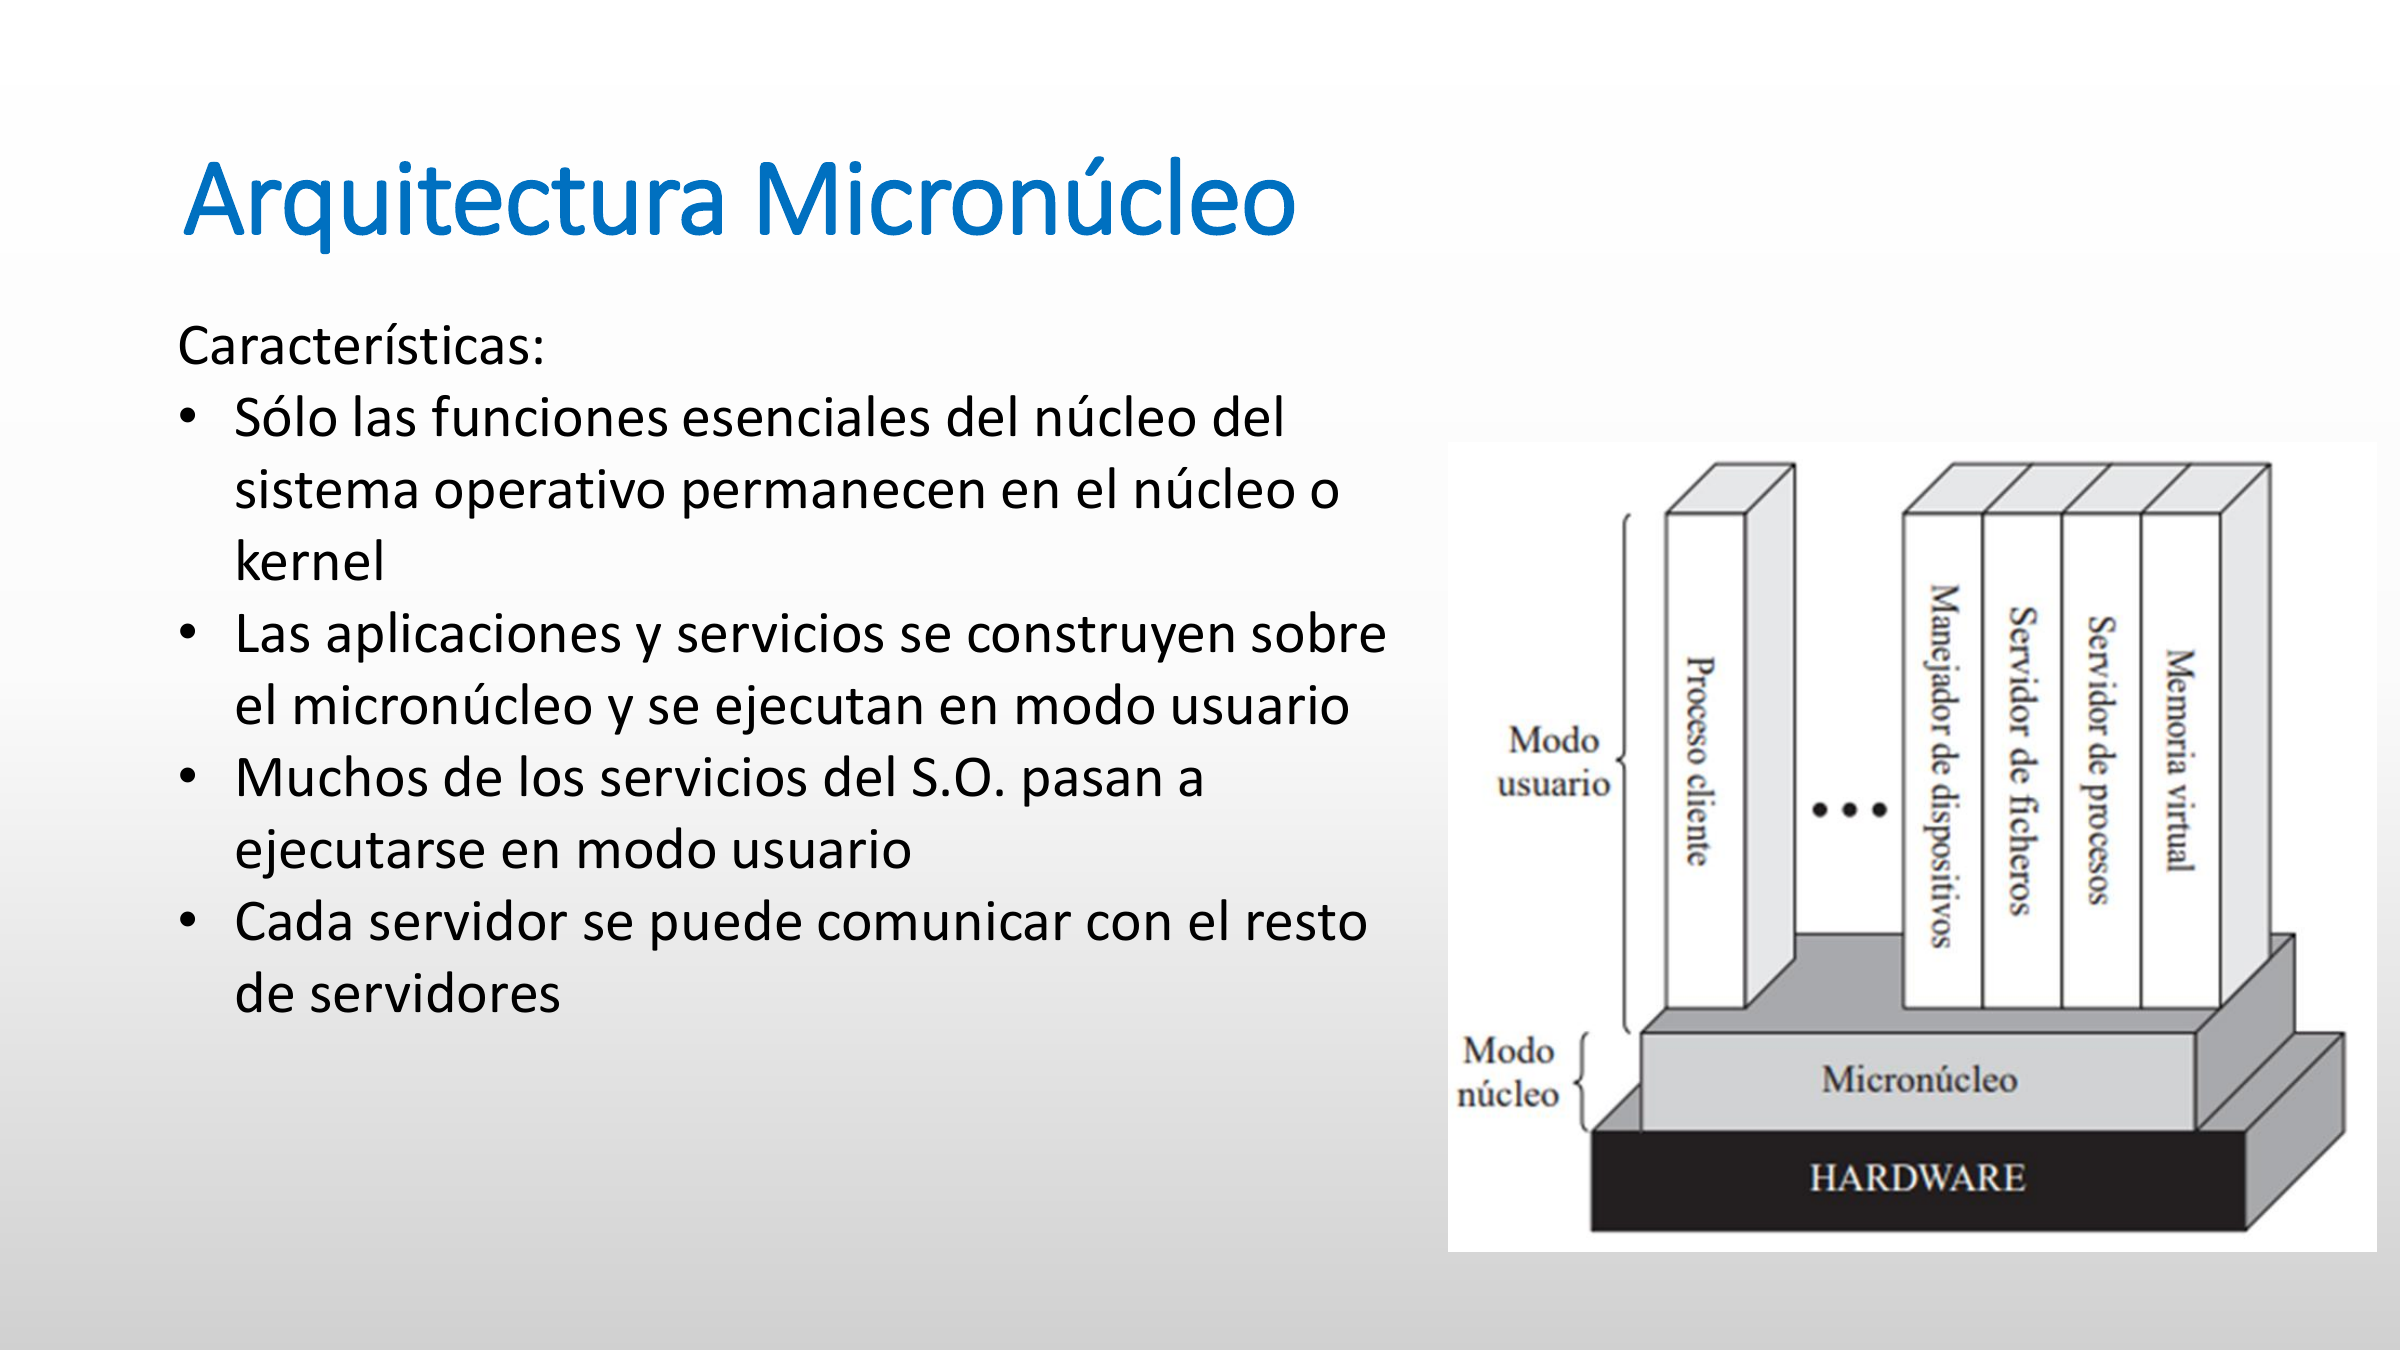 Arquitectura Micronúcleo
Características:
• Sólo las funciones esenciales del núcleo del
sistema operativo permanecen en el núcleo o
kernel
• Las aplicaciones y servicios se construyen sobre
el micronúcleo y se ejecutan en modo usuario
• Muchos de los servicios del S.O. pasan a
ejecutarse en modo usuario
• Cada servidor se puede comunicar con el resto
de servidores
Modo
usuario
Proceso cliente
Manejador de dispositivos
Servidor de ficheros
Servidor de procesos
Memoria virtual
Modo
núcleo
Micronúcleo
HARDWARE